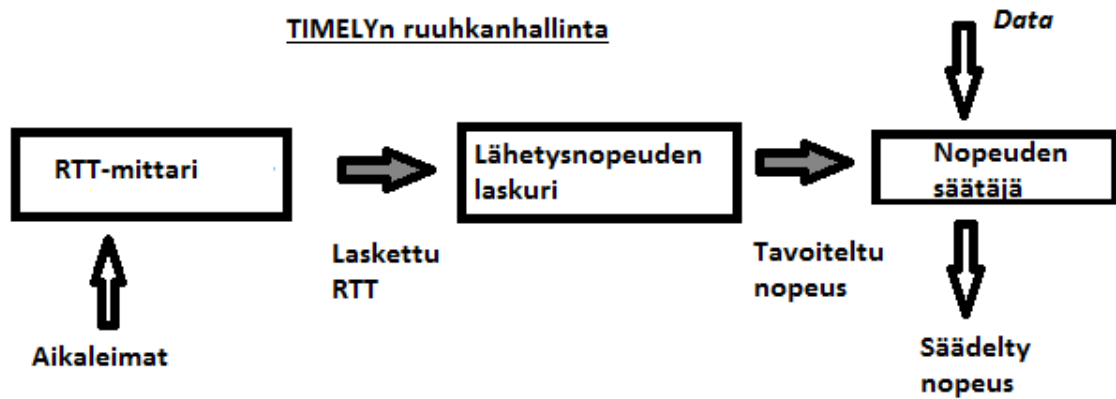 TIMELYn ruuhkanhallinta
Data
RTT-mittari
Lähetysnopeuden
laskuri
Nopeuden
säätäjä
Laskettu
RTT
Tavoiteltu
nopeus
Aikaleimat
Säädelty
nopeus